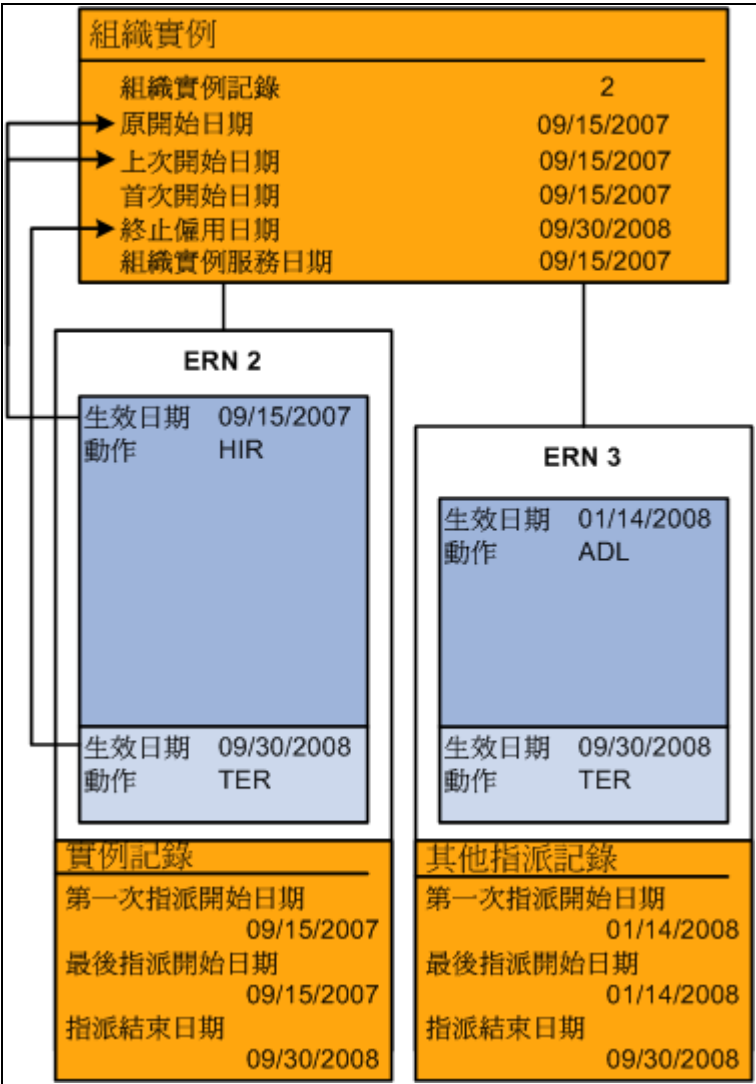 組織實例
組織實例記錄 2
原開始日期 09/15/2007
上次開始日期 09/15/2007
首次開始日期 09/15/2007
終止僱用日期 09/30/2008
組織實例服務日期 09/15/2007
ERN 2
生效日期 09/15/2007
動作 HIR
生效日期 09/30/2008
動作 TER
實例記錄
第一次指派開始日期
09/15/2007
最後指派開始日期
09/15/2007
指派結束日期
09/30/2008
ERN 3
生效日期 01/14/2008
動作 ADL
生效日期 09/30/2008
動作 TER
其他指派記錄
第一次指派開始日期
01/14/2008
最後指派開始日期
01/14/2008
指派結束日期
09/30/2008